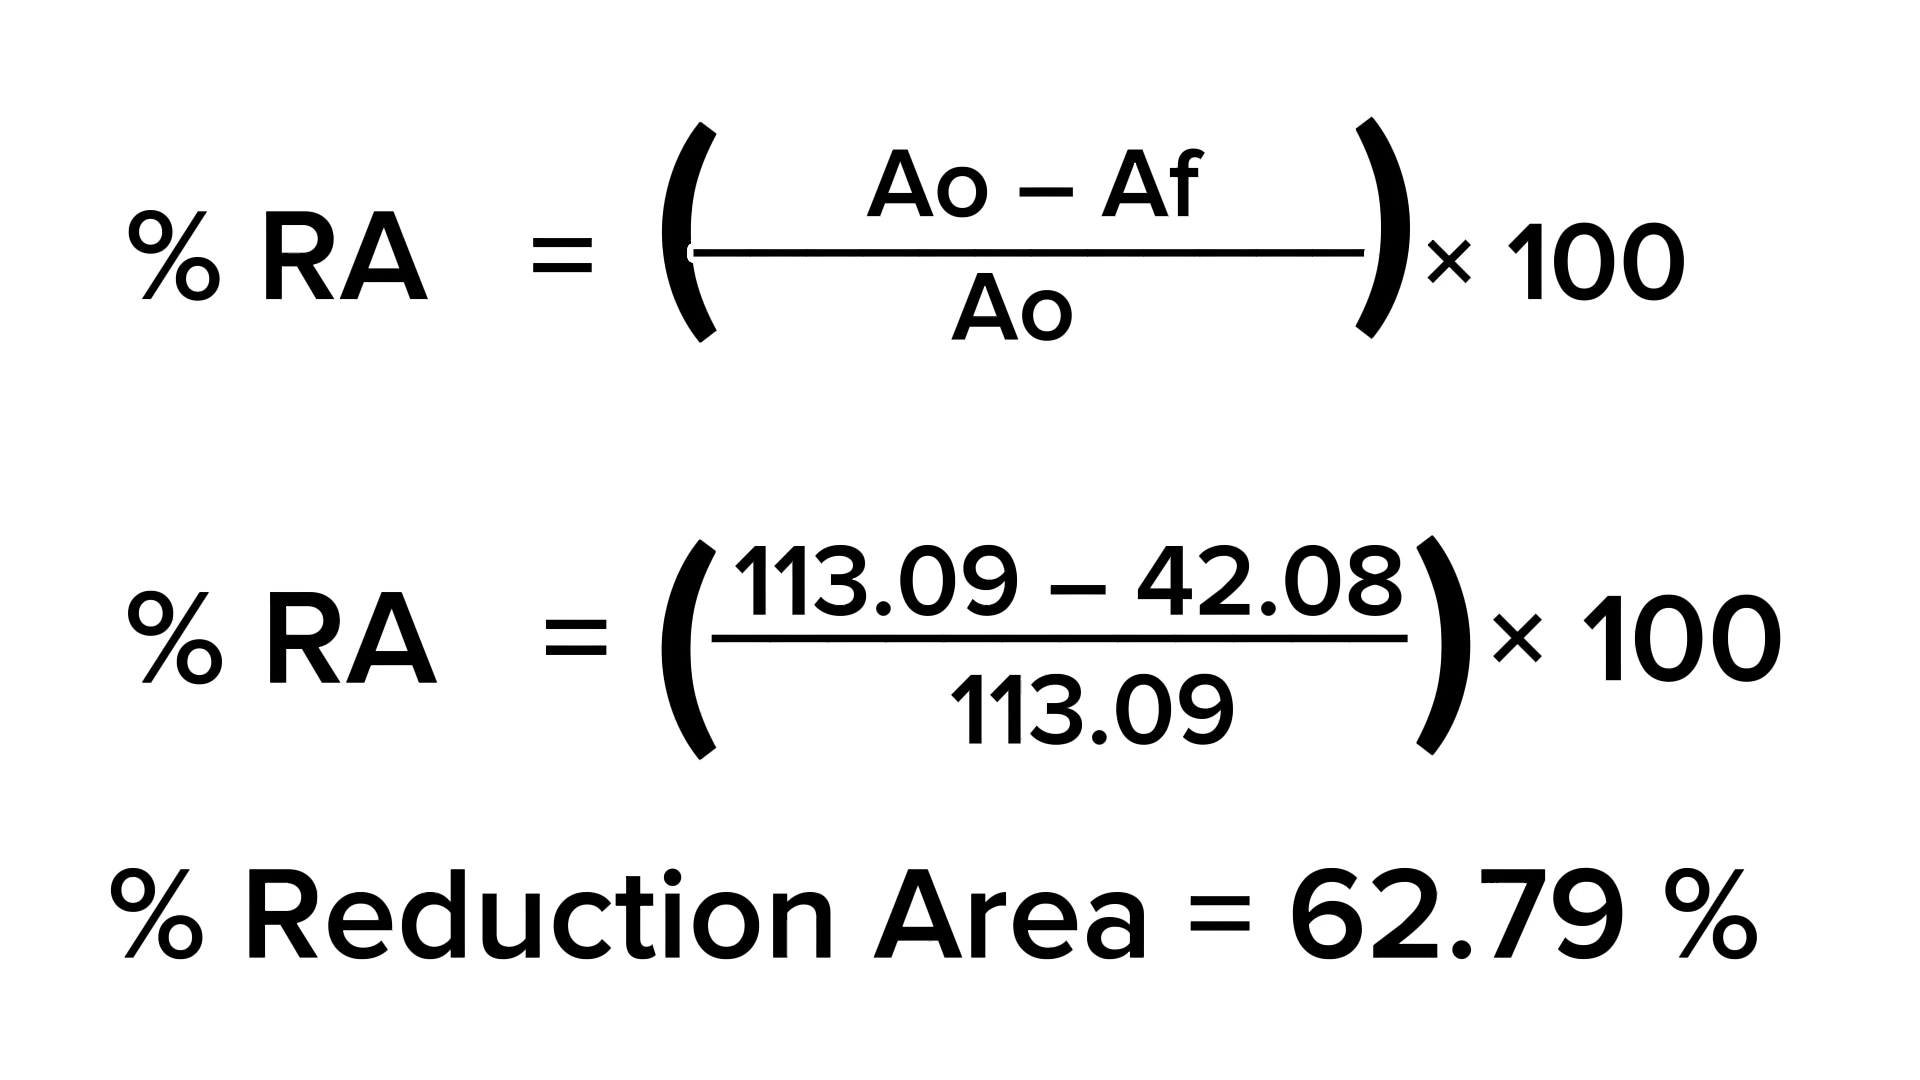 % RA = ( Ao – Af / Ao ) × 100
% RA = ( 113.09 – 42.08 / 113.09 ) × 100
% Reduction Area = 62.79 %